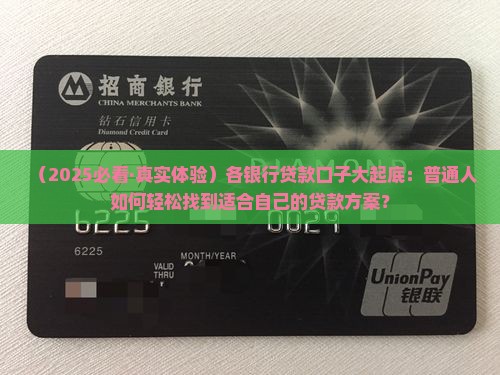 招商銀行
CHINA MERCHANTS BANK
钻石信用卡
Diamond Credit Card
DIAMOND
（2025必看·真实体验）各银行贷款口子大起底：普通人
如何轻松找到适合自己的贷款方案？
6225 0029
6225
MONTH/YEAR
VALID
THRU
UnionPay
银联